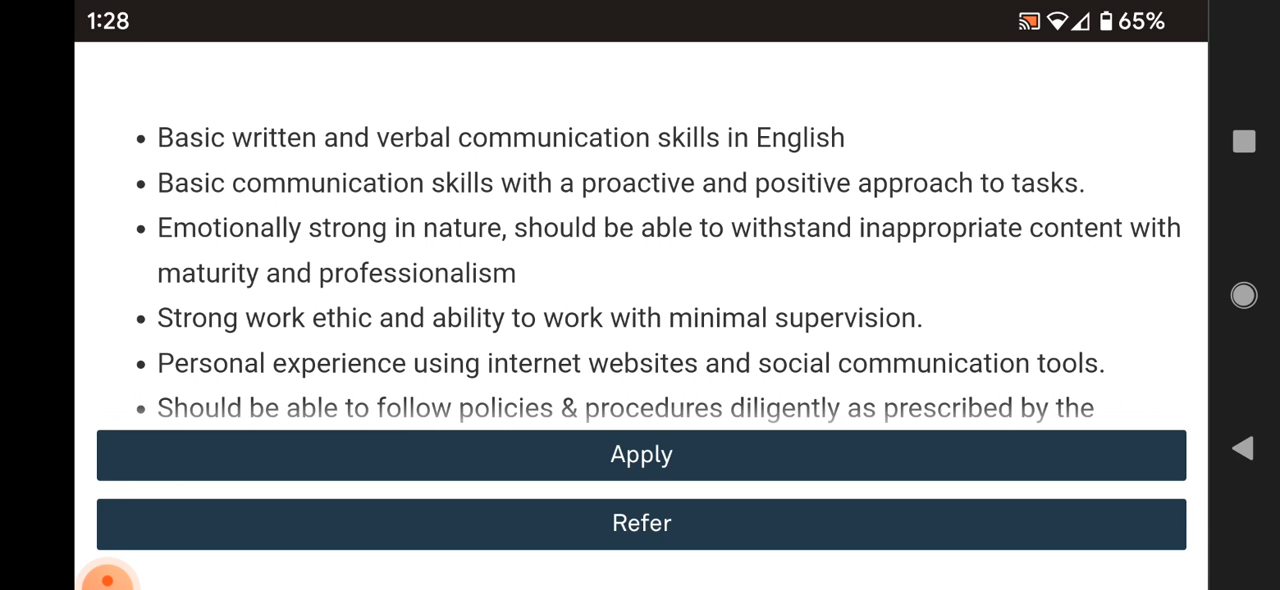 1:28
65%
Basic written and verbal communication skills in English
Basic communication skills with a proactive and positive approach to tasks.
Emotionally strong in nature, should be able to withstand inappropriate content with
maturity and professionalism
Strong work ethic and ability to work with minimal supervision.
Personal experience using internet websites and social communication tools.
Should be able to follow policies & procedures diligently as prescribed by the
Apply
Refer